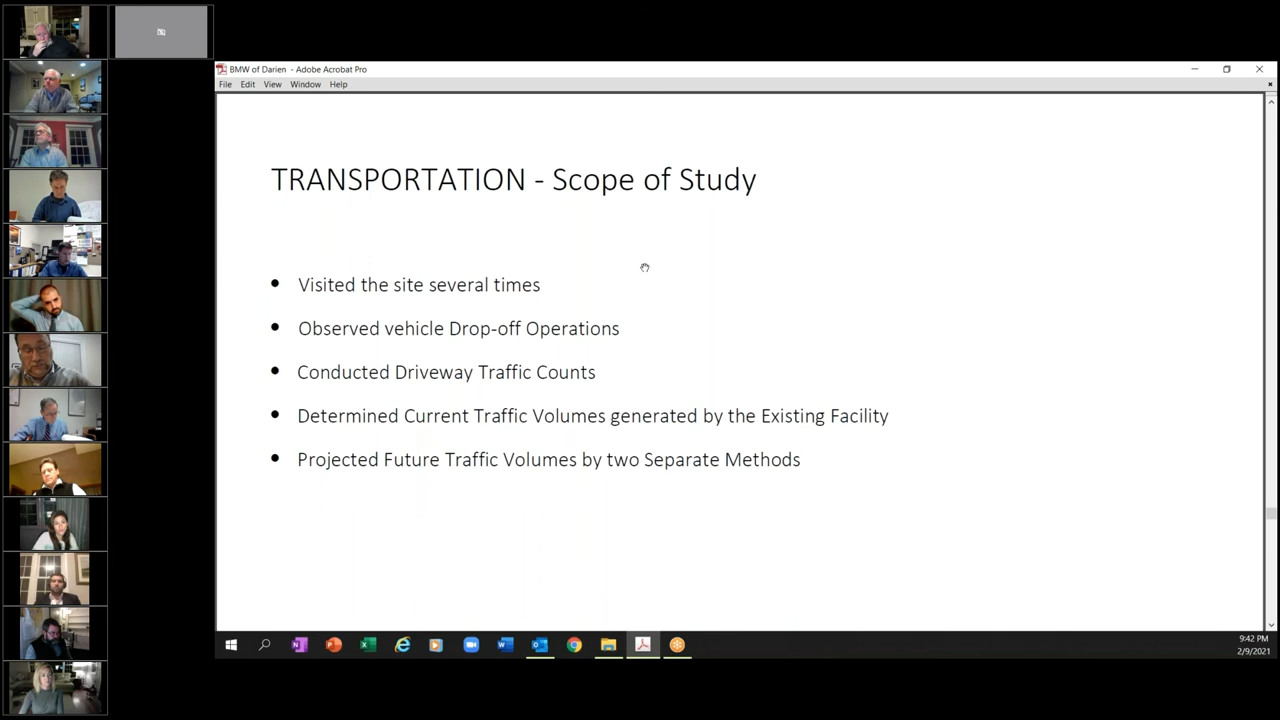 BMW of Darien - Adobe Acrobat Pro
File Edit View Window Help
TRANSPORTATION - Scope of Study
• Visited the site several times
• Observed vehicle Drop-off Operations
• Conducted Driveway Traffic Counts
• Determined Current Traffic Volumes generated by the Existing Facility
• Projected Future Traffic Volumes by two Separate Methods
9:42 PM
2/9/2021